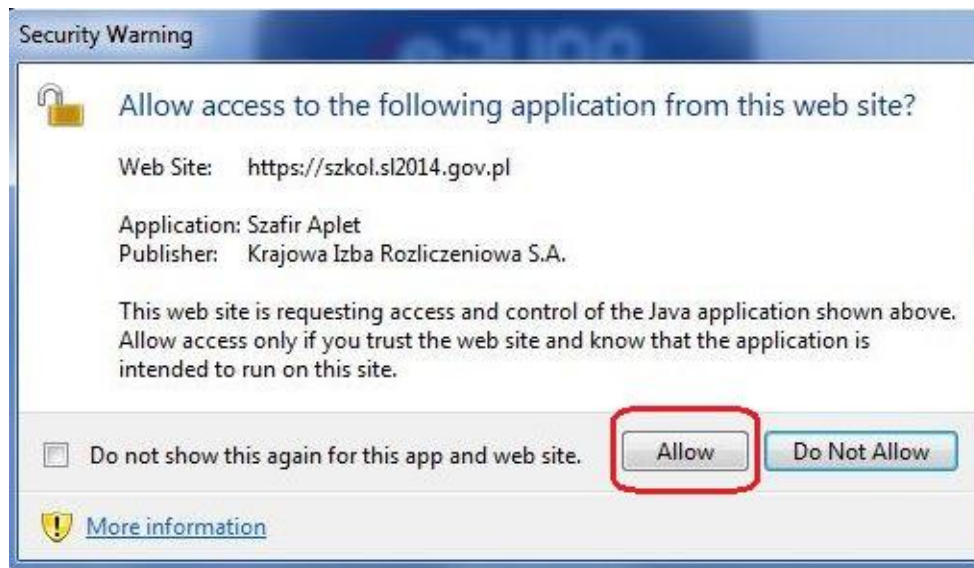 Security Warning
Allow access to the following application from this web site?
Web Site: https://szkol.sl2014.gov.pl
Application: Szafir Aplet
Publisher: Krajowa Izba Rozliczeniowa S.A.
This web site is requesting access and control of the Java application shown above.
Allow access only if you trust the web site and know that the application is
intended to run on this site.
Do not show this again for this app and web site.
Allow
Do Not Allow
More information